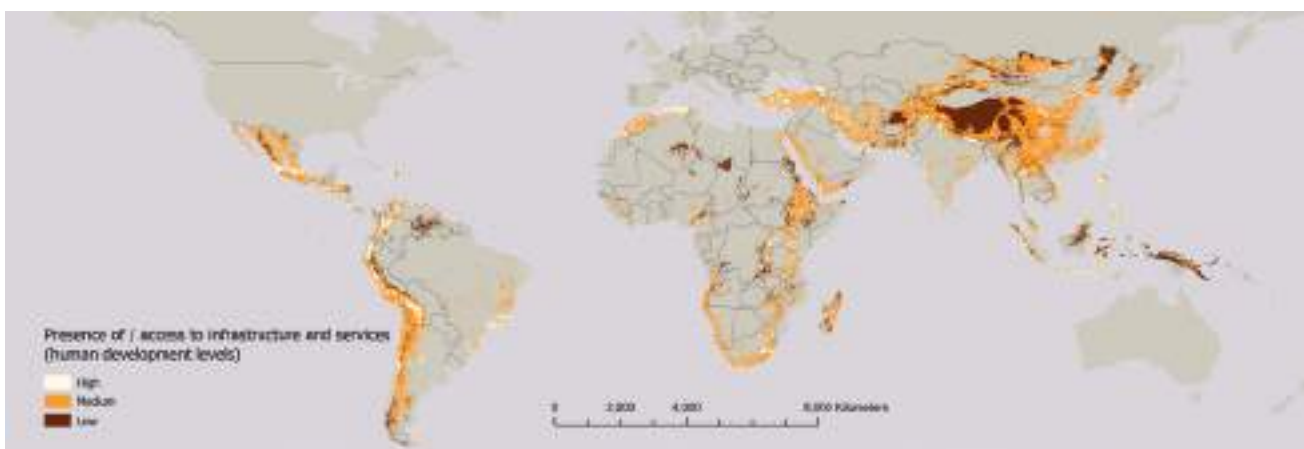 Presence of / access to infrastructure and services
(human development levels)
High
Medium
Low
0 2,000 4,000 8,000 Kilometers